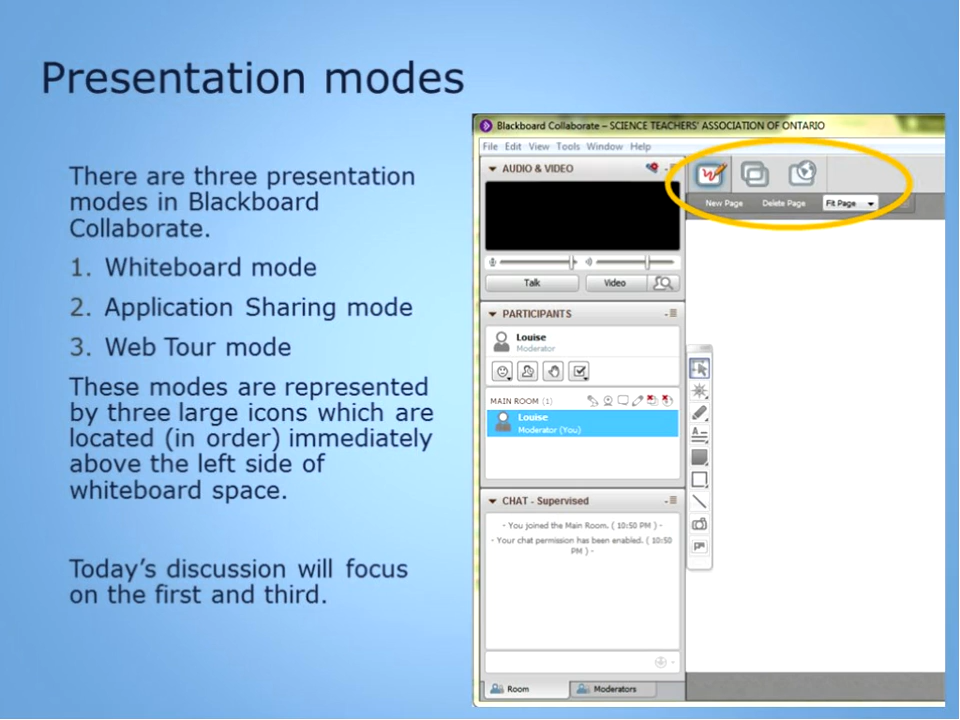 Presentation modes
There are three presentation
modes in Blackboard
Collaborate.
1. Whiteboard mode
2. Application Sharing mode
3. Web Tour mode
These modes are represented
by three large icons which are
located (in order) immediately
above the left side of
whiteboard space.
Today's discussion will focus
on the first and third.
Blackboard Collaborate – SCIENCE TEACHERS' ASSOCIATION OF ONTARIO
File Edit View Tools Window Help
AUDIO & VIDEO
New Page Delete Page Fit Page
Talk Video
PARTICIPANTS
Louise
Moderator
MAIN ROOM (1)
Louise
Moderator (You)
CHAT - Supervised
- You joined the Main Room. ( 10:50 PM ) -
- Your chat permission has been enabled. ( 10:50
PM ) -
Room Moderators